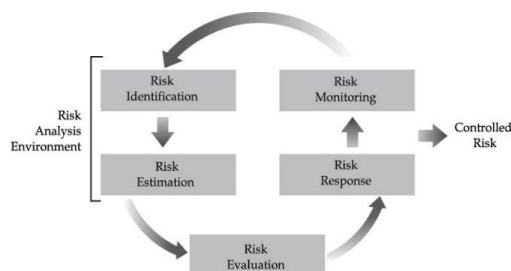 Risk
Identification
Risk
Monitoring
Risk
Analysis
Environment
Controlled
Risk
Risk
Estimation
Risk
Response
Risk
Evaluation